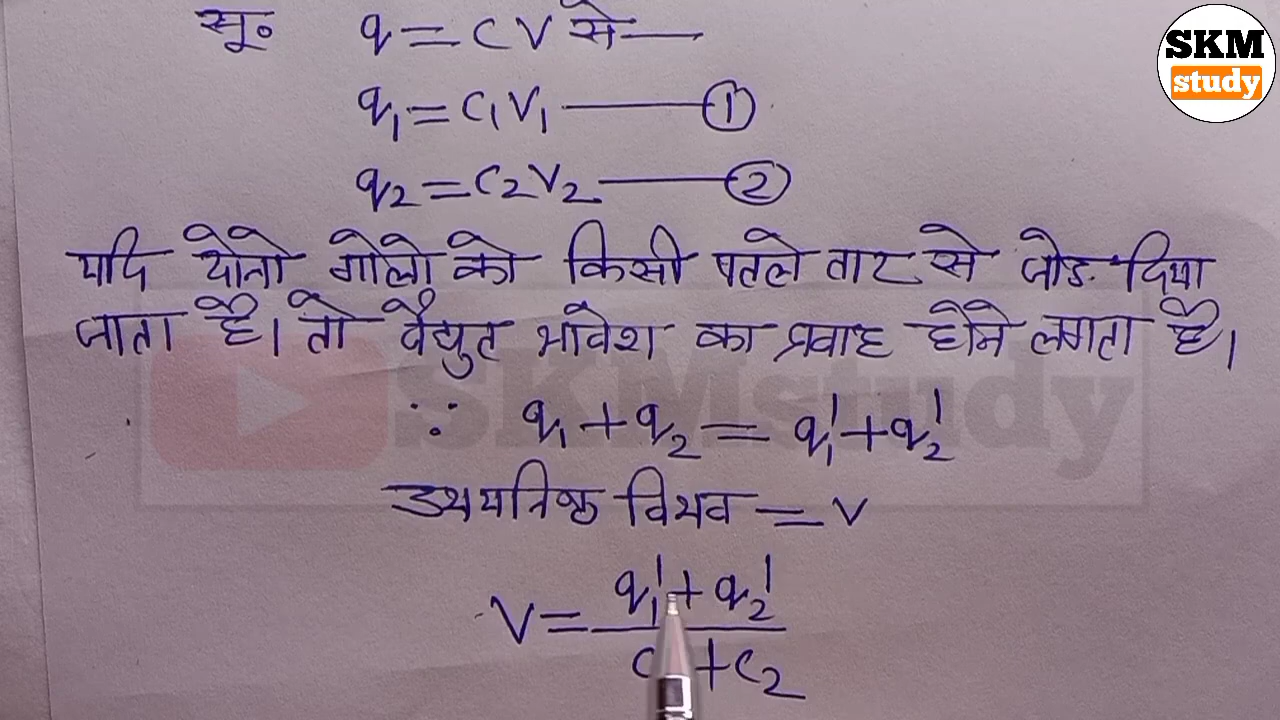 सू० q = CV से —
SKM
study
q₁ = C₁V₁ — ①
q₂ = C₂V₂ — ②
यदि दोनो गोलो को किसी पतले तार से जोड दिया
जाता है। तो वैद्युत आवेश का प्रवाह होने लगता है।
SKMstudy
∵ q₁ + q₂ = q₁' + q₂'
उभयनिष्ठ विभव = V
V = (q₁' + q₂') / (C + C₂)